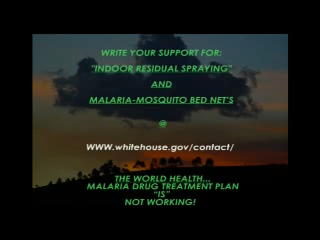 WRITE YOUR SUPPORT FOR:
"INDOOR RESIDUAL SPRAYING"
AND
MALARIA-MOSQUITO BED NET'S
@
WWW.whitehouse.gov/contact/
THE WORLD HEALTH...
MALARIA DRUG TREATMENT PLAN
"IS"
NOT WORKING!